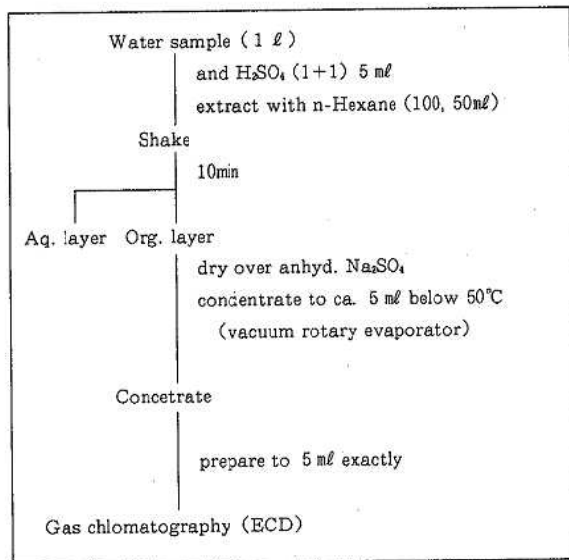 Water sample (1 ℓ)
and H₂SO₄ (1+1) 5 mℓ
extract with n-Hexane (100, 50mℓ)
Shake
10min
Aq. layer Org. layer
dry over anhyd. Na₂SO₄
condentrate to ca. 5 mℓ below 50℃
(vacuum rotary evaporator)
Concetrate
prepare to 5 mℓ exactly
Gas chlomatography (ECD)